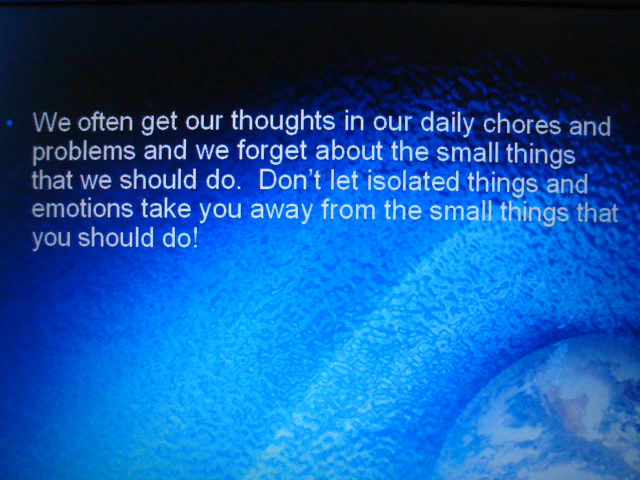 We often get our thoughts in our daily chores and
problems and we forget about the small things
that we should do.  Don't let isolated things and
emotions take you away from the small things that
you should do!